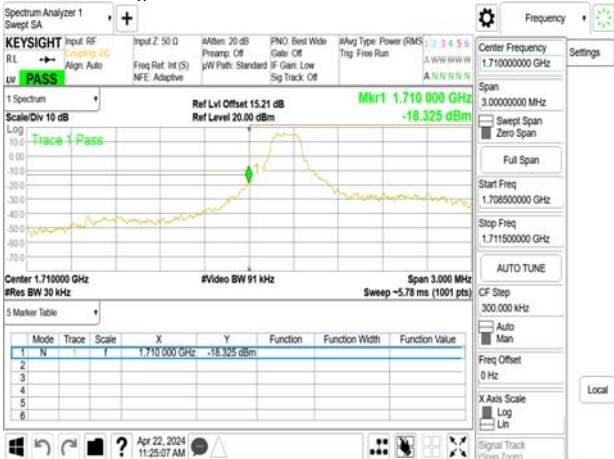 Spectrum Analyzer 1
Swept SA
Frequency
KEYSIGHT
RL
PASS
Input: RF
Coupling: DC
Align: Auto
Input Z: 50 Ω
Freq Ref: Int (S)
NFE: Adaptive
#Atten: 20 dB
Preamp: Off
µW Path: Standard
PNO: Best Wide
Gate: Off
IF Gain: Low
Sig Track: Off
#Avg Type: Power (RMS
Trig: Free Run
1 2 3 4 5 6
A W W W W W
A N N N N N
1 Spectrum
Scale/Div 10 dB
Ref Lvl Offset 15.21 dB
Ref Level 20.00 dBm
Mkr1 1.710 000 GHz
-18.325 dBm
Log
Trace 1 Pass
10.0
0.00
-10.0
-20.0
-30.0
-40.0
-50.0
-60.0
-70.0
1
Center 1.710000 GHz
#Res BW 30 kHz
#Video BW 91 kHz
Span 3.000 MHz
Sweep ~5.78 ms (1001 pts)
5 Marker Table
Mode Trace Scale X Y Function Function Width Function Value
1 N 1 f 1.710 000 GHz -18.325 dBm
2
3
4
5
6
Apr 22, 2024
11:25:07 AM
Center Frequency
1.710000000 GHz
Settings
Span
3.00000000 MHz
Swept Span
Zero Span
Full Span
Start Freq
1.708500000 GHz
Stop Freq
1.711500000 GHz
AUTO TUNE
CF Step
300.000 kHz
Auto
Man
Freq Offset
0 Hz
X Axis Scale
Log
Lin
Local
Signal Track
(Span Zoom)